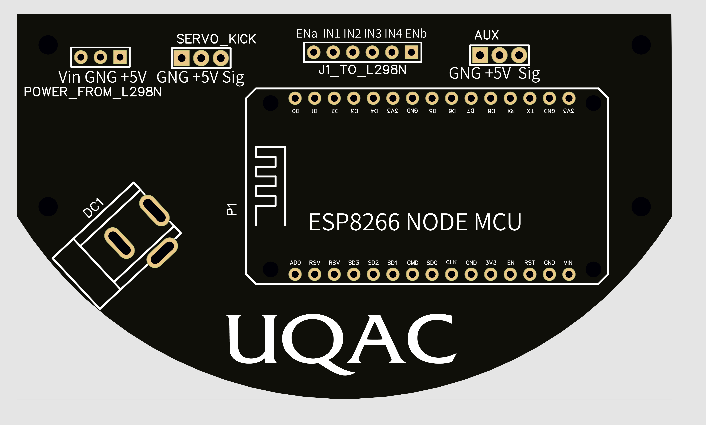 SERVO_KICK
ENa IN1 IN2 IN3 IN4 ENb
AUX
Vin GNG +5V
GNG +5V Sig
J1_TO_L298N
GNG +5V Sig
POWER_FROM_L298N
D0 D1 D2 D3 D4 3V3 GND D5 D6 D7 D8 RX TX GND 3V3
DC1
P1
ESP8266 NODE MCU
AD0 RSV RSV SD3 SD2 SD1 CMD SD0 CLK GND 3V3 EN RST GND VIN
UQAC